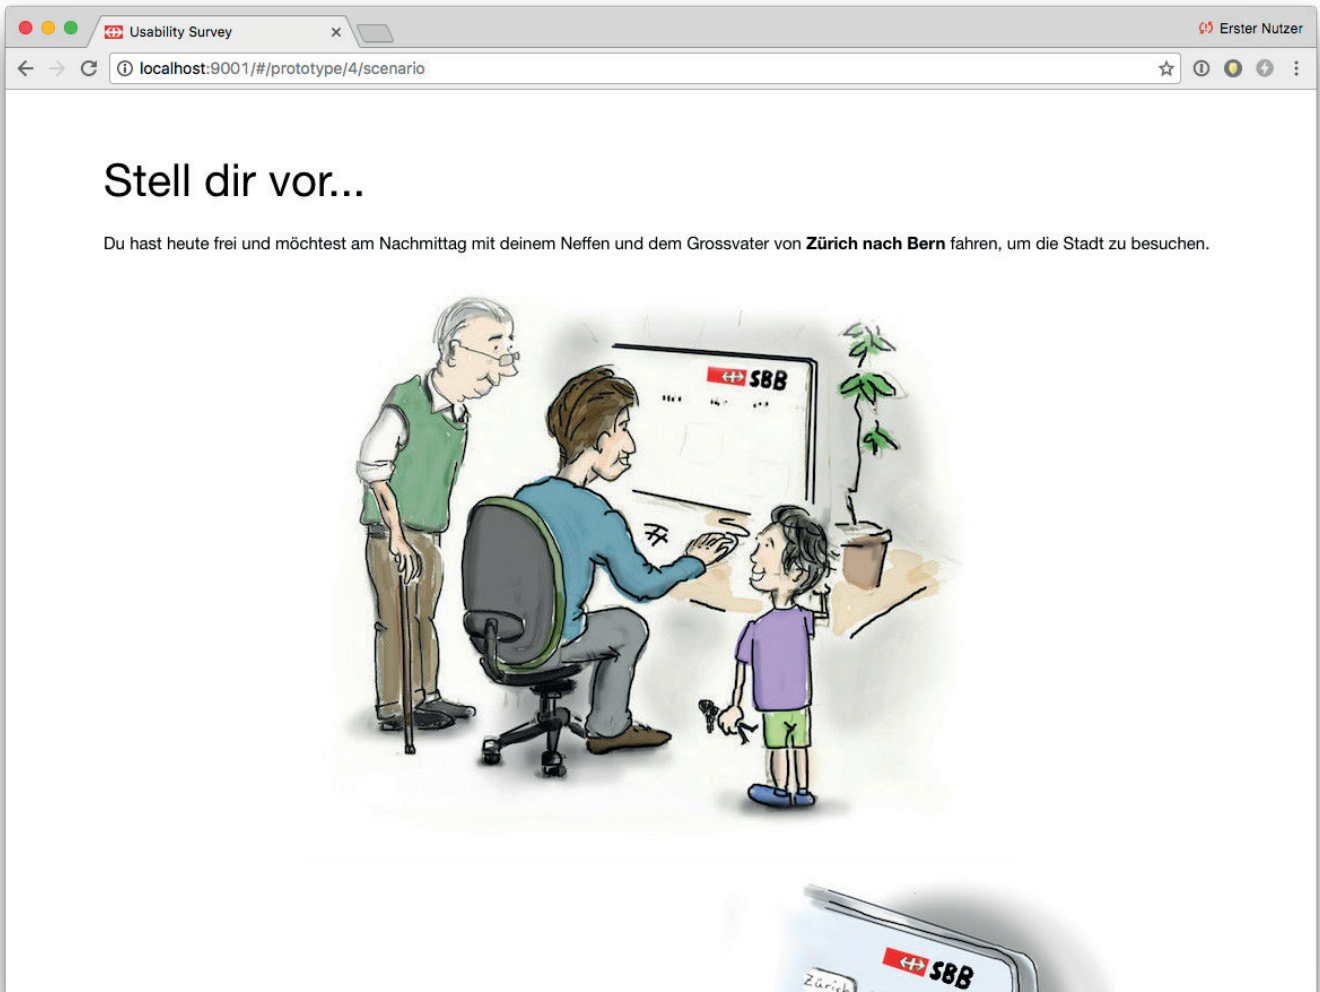 Usability Survey
Erster Nutzer
localhost:9001/#/prototype/4/scenario
Stell dir vor...
Du hast heute frei und möchtest am Nachmittag mit deinem Neffen und dem Grossvater von Zürich nach Bern fahren, um die Stadt zu besuchen.
SBB
SBB
Zürich